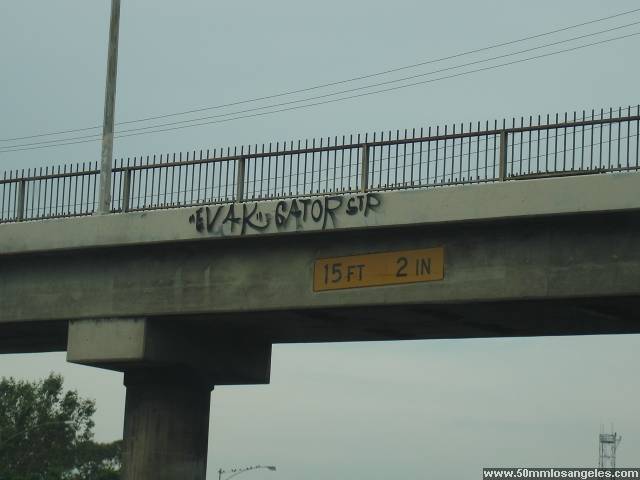 "EVAK" GATOR STP
15 FT 2 IN
www.50mmlosangeles.com